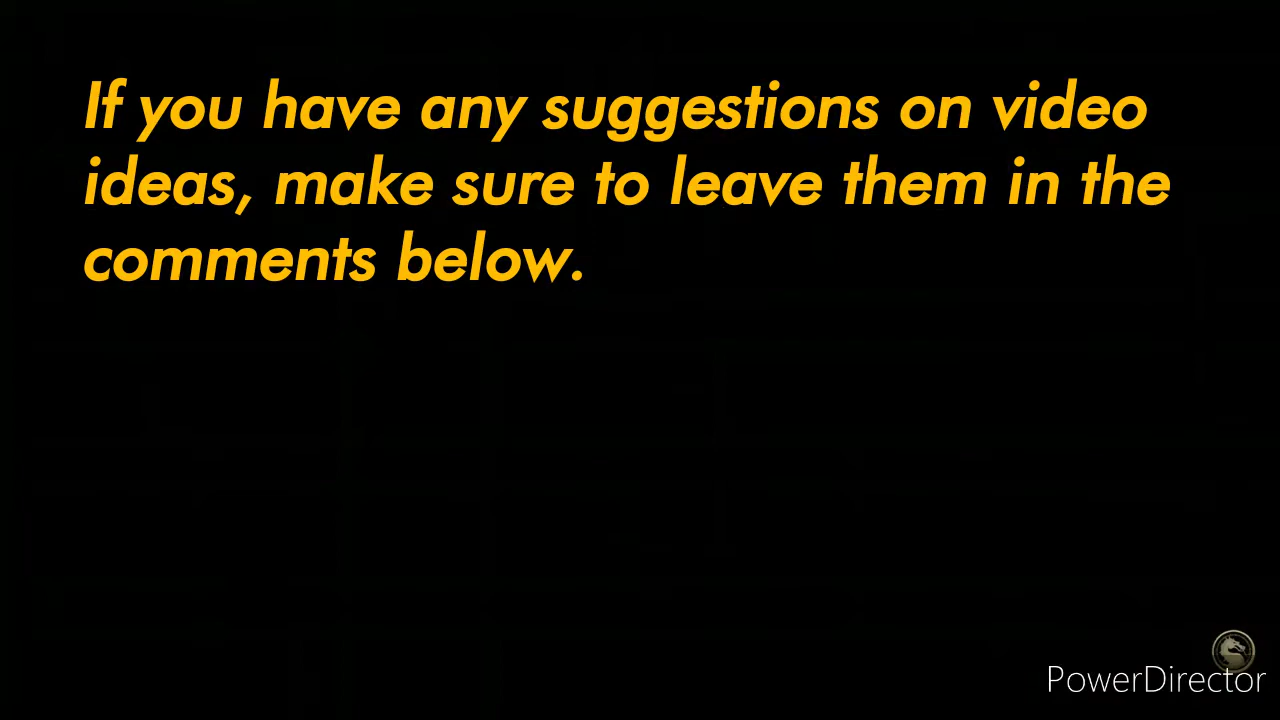 If you have any suggestions on video
ideas, make sure to leave them in the
comments below.
PowerDirector